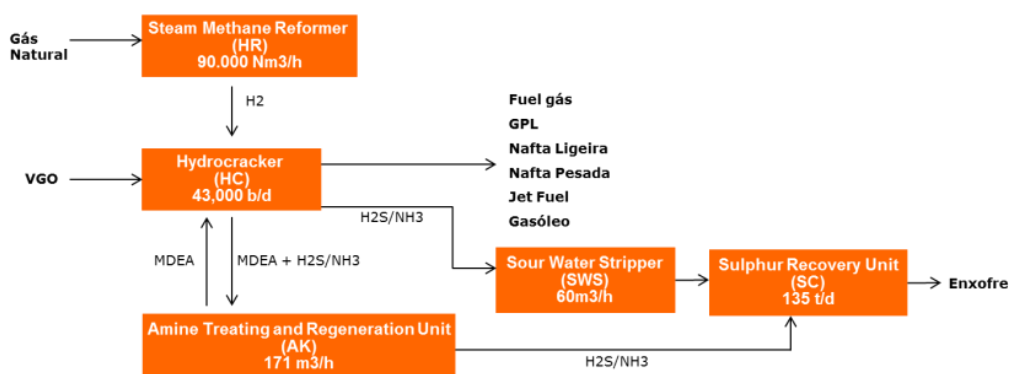 Steam Methane Reformer
(HR)
90.000 Nm3/h
Gás
Natural
H2
Fuel gás
GPL
Nafta Ligeira
Nafta Pesada
Jet Fuel
Gasóleo
Hydrocracker
(HC)
43,000 b/d
VGO
H2S/NH3
MDEA
MDEA + H2S/NH3
Sour Water Stripper
(SWS)
60m3/h
Sulphur Recovery Unit
(SC)
135 t/d
Enxofre
Amine Treating and Regeneration Unit
(AK)
171 m3/h
H2S/NH3